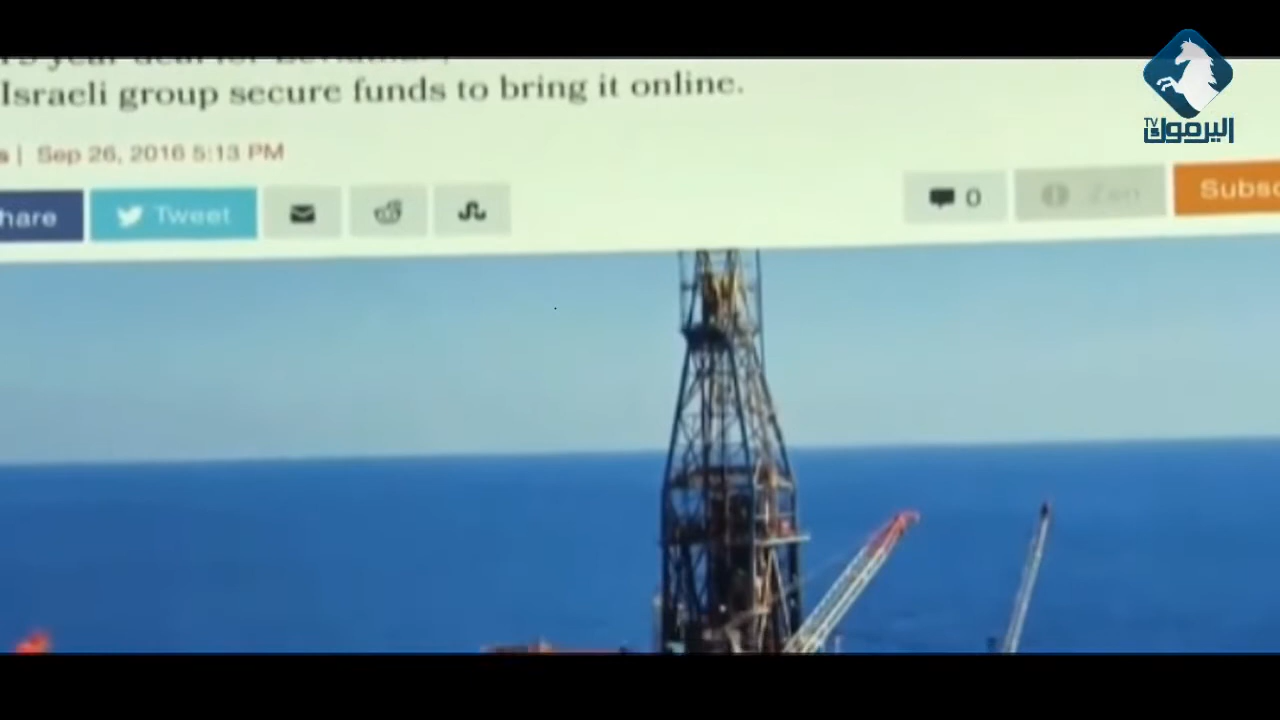 Israeli group secure funds to bring it online.
| Sep 26, 2016 5:13 PM
hare
Tweet
0
Zen
Subsc
TV
اليرموك